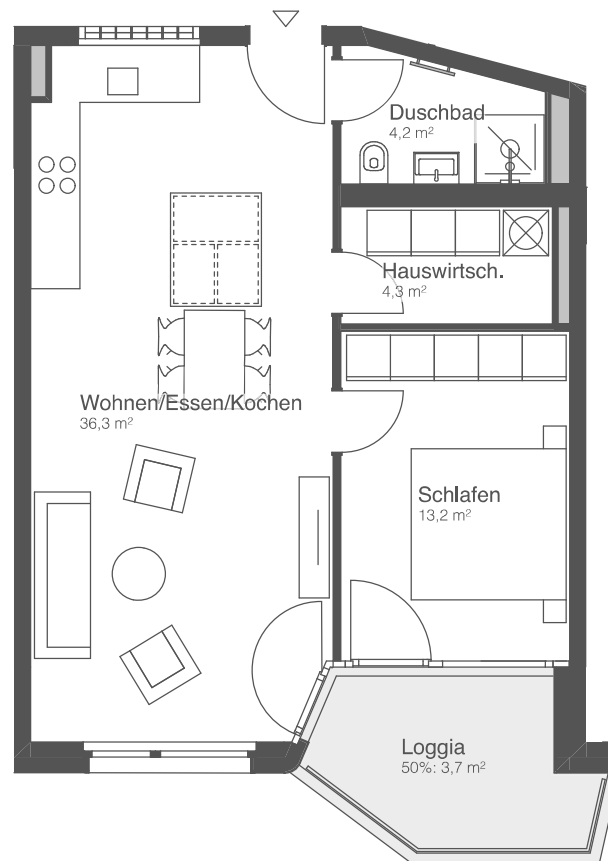 Duschbad
4,2 m²
Hauswirtsch.
4,3 m²
Wohnen/Essen/Kochen
36,3 m²
Schlafen
13,2 m²
Loggia
50%: 3,7 m²